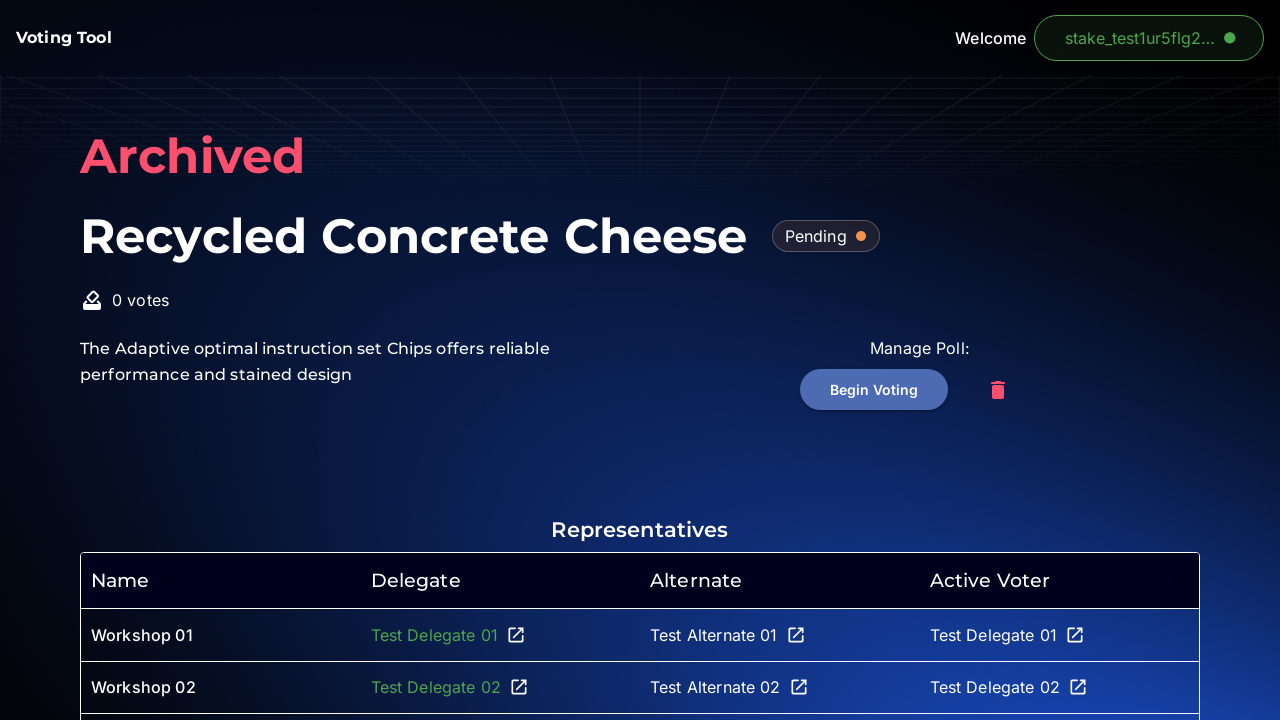 Voting Tool
Welcome
stake_test1ur5flg2...
Archived
Recycled Concrete Cheese
Pending
0 votes
The Adaptive optimal instruction set Chips offers reliable
performance and stained design
Manage Poll:
Begin Voting
Representatives
Name Delegate Alternate Active Voter
Workshop 01 Test Delegate 01 Test Alternate 01 Test Delegate 01
Workshop 02 Test Delegate 02 Test Alternate 02 Test Delegate 02